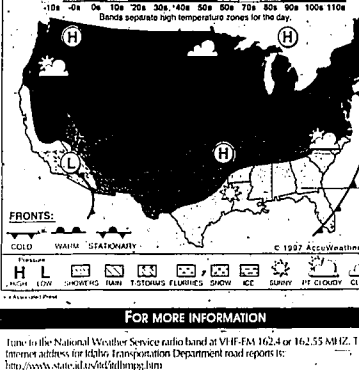 -10s -0s 0s 10s 20s 30s 40s 50s 60s 70s 80s 90s 100s 110s
Bands separate high temperature zones for the day.
H
H
H
L
FRONTS:
COLD WARM STATIONARY
© 1997 AccuWeather
Pressure
H L
HIGH LOW SHOWERS RAIN T-STORMS FLURRIES SNOW ICE SUNNY PT. CLOUDY CL
FOR MORE INFORMATION
Tune to the National Weather Service radio band at VHF-FM 162.4 or 162.55 MHZ. T
Internet address for Idaho Transportation Department road reports is:
http://www.state.id.us/itd/itdhmpg.htm